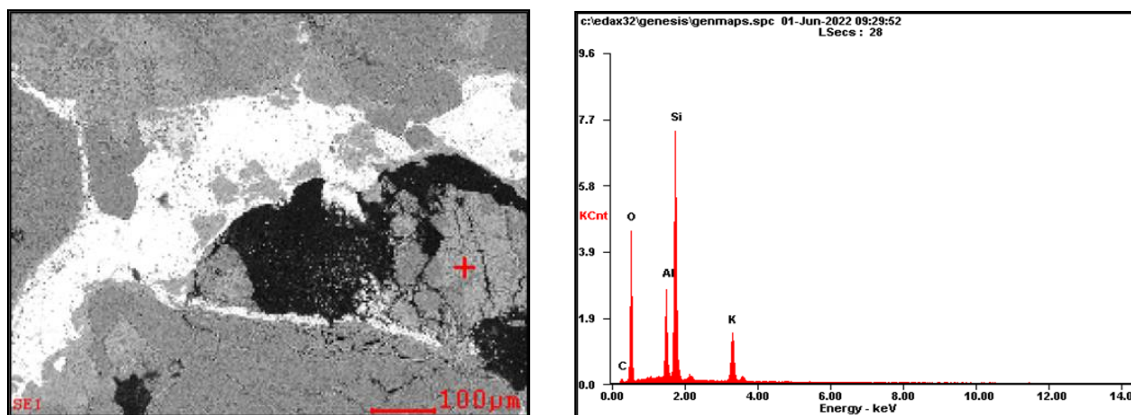 SE1
100µm
c:\edax32\genesis\genmaps.spc 01-Jun-2022 09:29:52
LSecs : 28
9.6
7.7
5.8
3.9
1.9
0.0
KCnt
C
O
Al
Si
K
0.00 2.00 4.00 6.00 8.00 10.00 12.00 14.0
Energy - keV